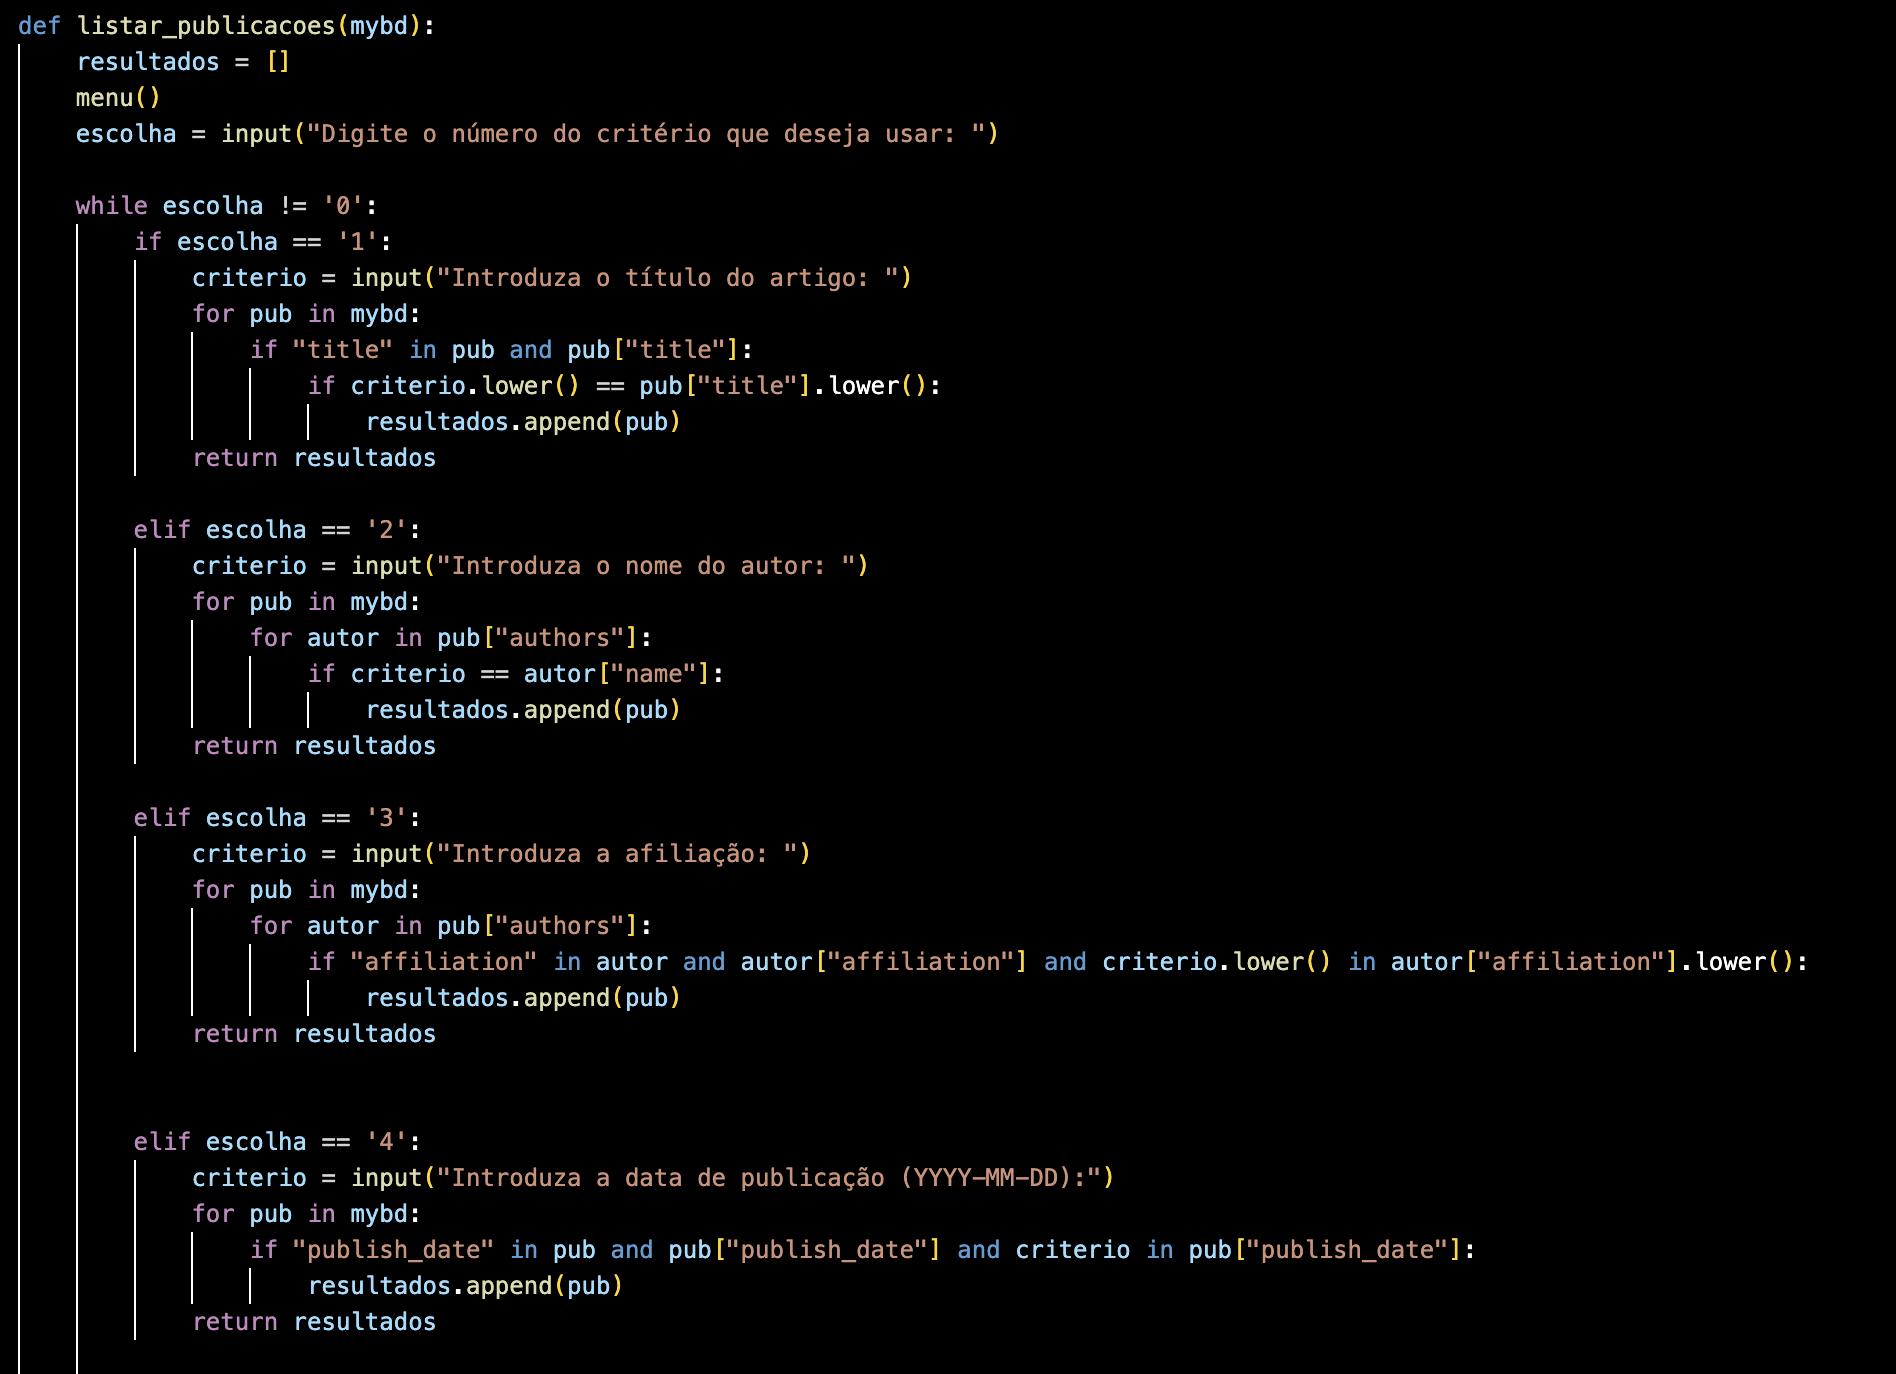 def listar_publicacoes(mybd):
    resultados = []
    menu()
    escolha = input("Digite o número do critério que deseja usar: ")
    while escolha != '0':
        if escolha == '1':
            criterio = input("Introduza o título do artigo: ")
            for pub in mybd:
                if "title" in pub and pub["title"]:
                    if criterio.lower() == pub["title"].lower():
                        resultados.append(pub)
            return resultados
        elif escolha == '2':
            criterio = input("Introduza o nome do autor: ")
            for pub in mybd:
                for autor in pub["authors"]:
                    if criterio == autor["name"]:
                        resultados.append(pub)
            return resultados
        elif escolha == '3':
            criterio = input("Introduza a afiliação: ")
            for pub in mybd:
                for autor in pub["authors"]:
                    if "affiliation" in autor and autor["affiliation"] and criterio.lower() in autor["affiliation"].lower():
                        resultados.append(pub)
            return resultados
        elif escolha == '4':
            criterio = input("Introduza a data de publicação (YYYY-MM-DD):")
            for pub in mybd:
                if "publish_date" in pub and pub["publish_date"] and criterio in pub["publish_date"]:
                    resultados.append(pub)
            return resultados